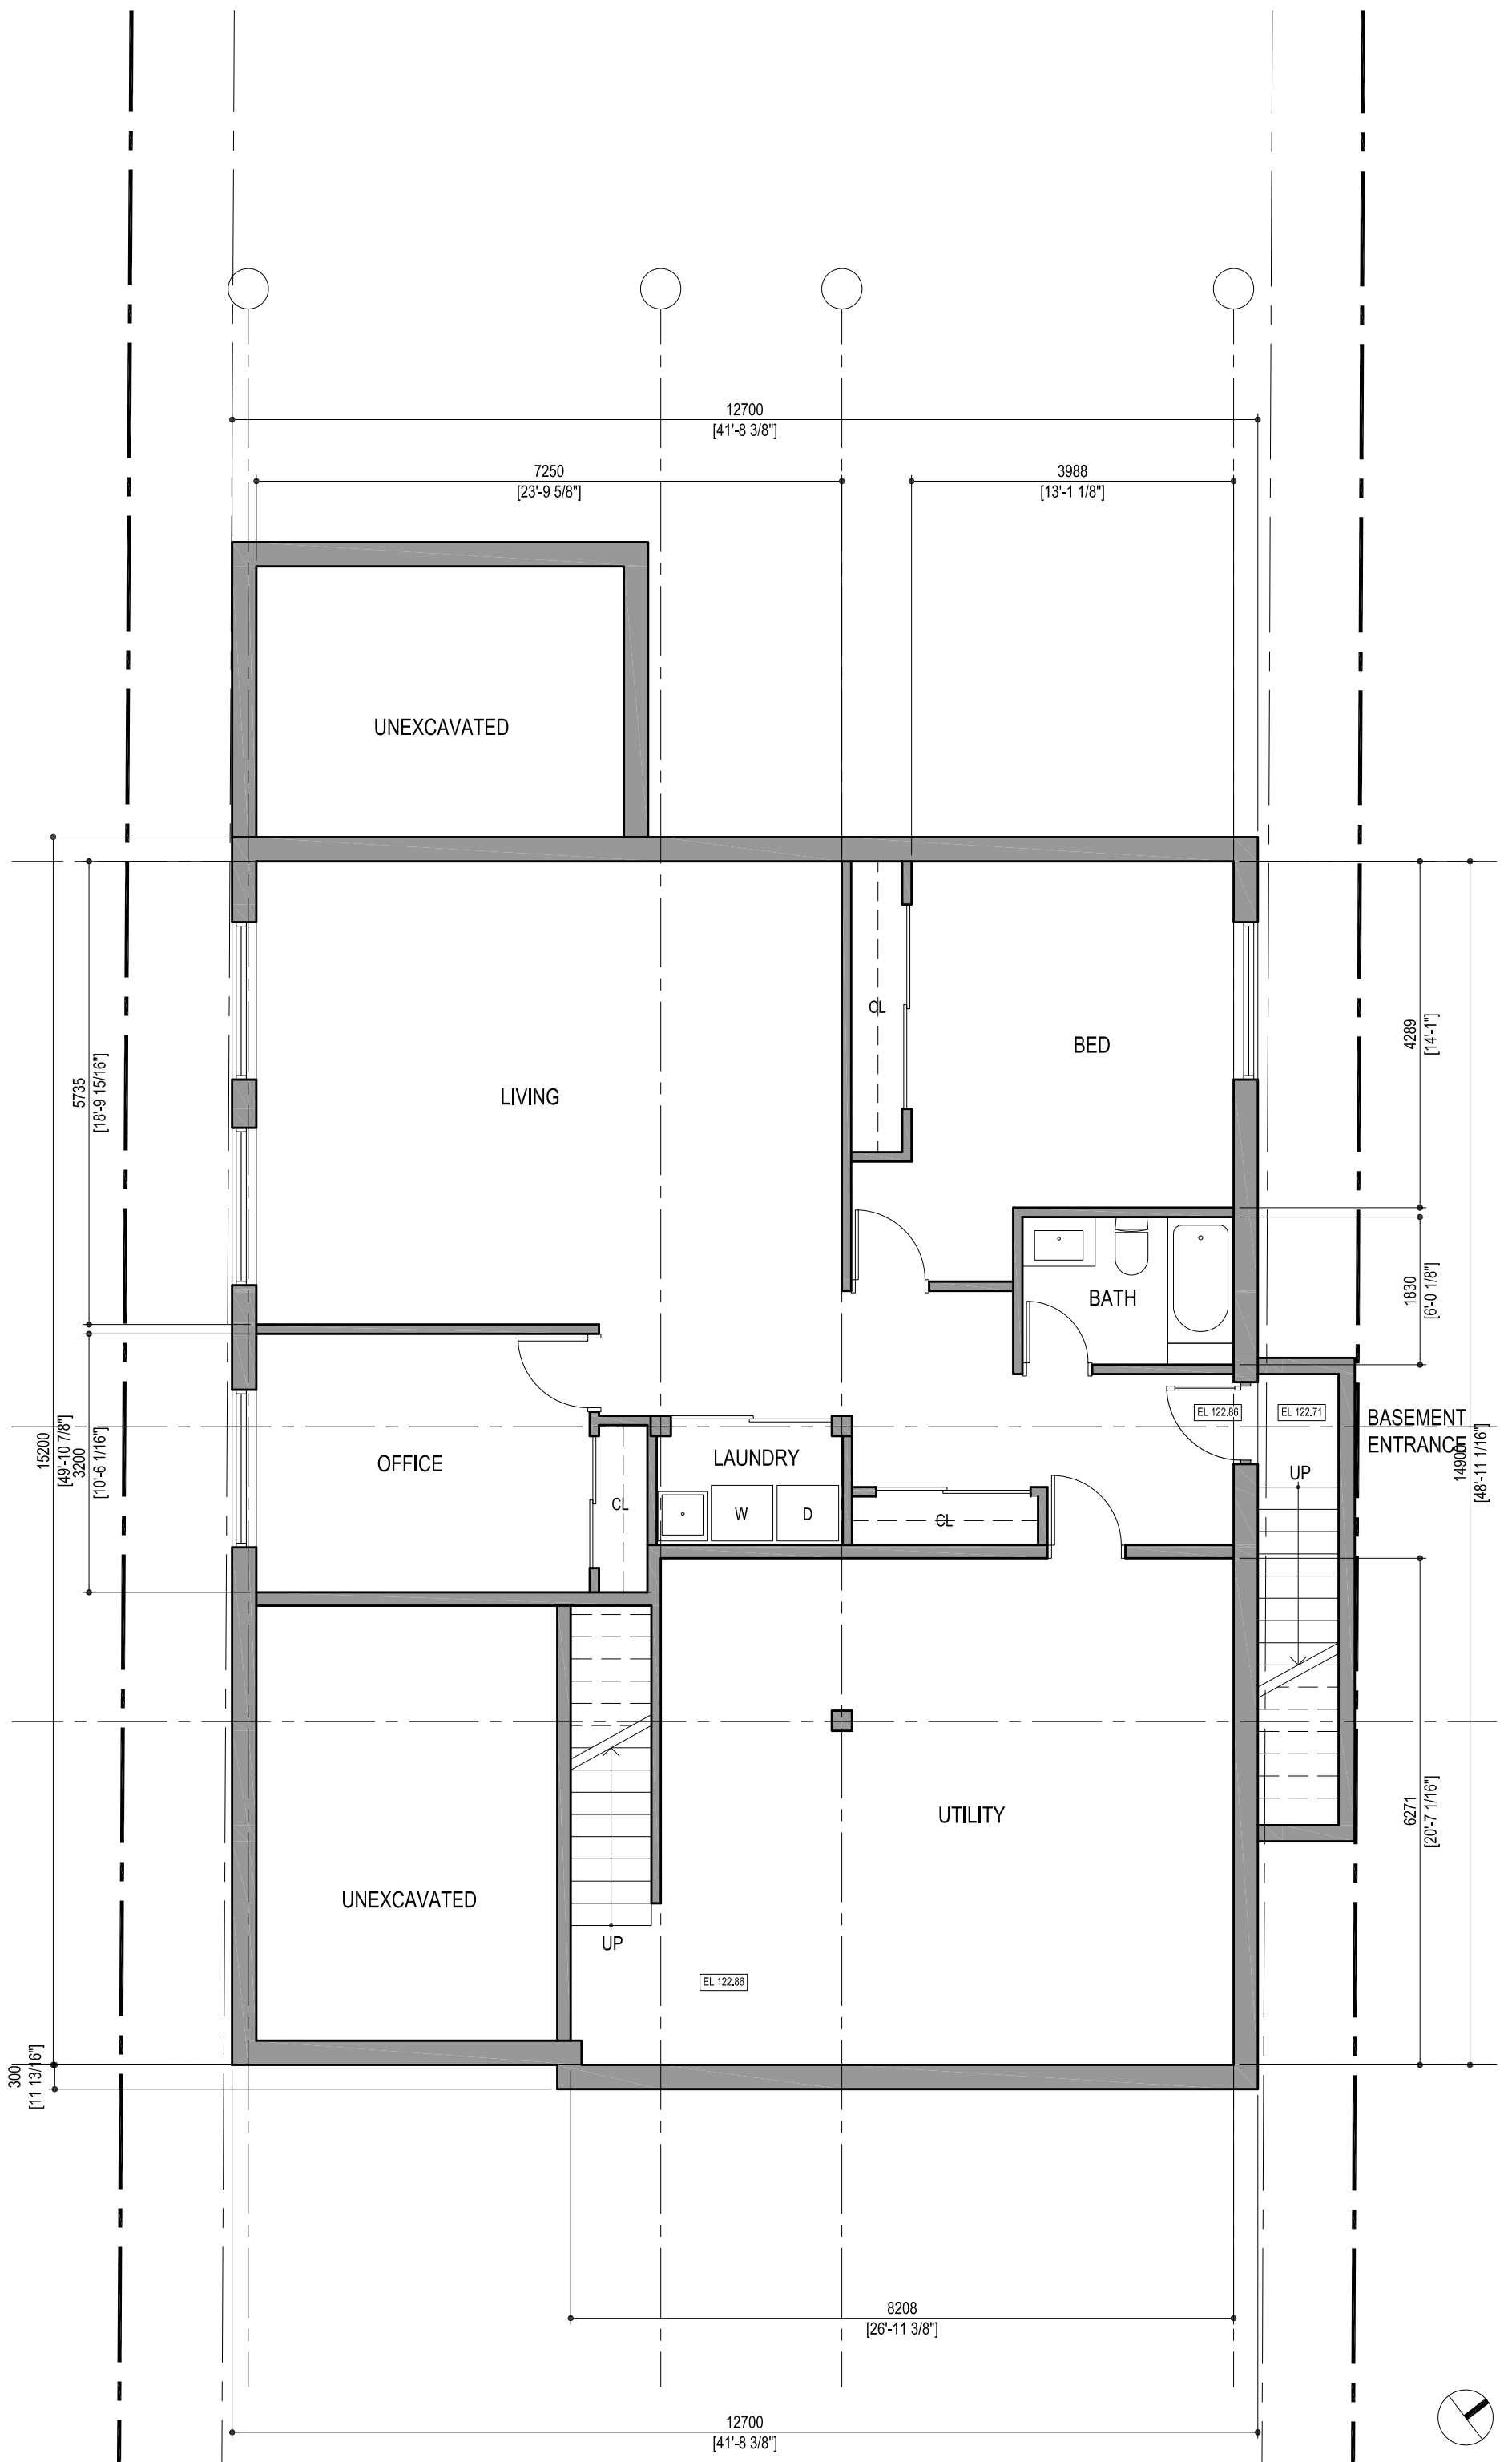 12700
[41'-8 3/8"]
7250
[23'-9 5/8"]
3988
[13'-1 1/8"]
UNEXCAVATED
CL
BED
LIVING
5735
[18'-9 15/16"]
4289
[14'-1"]
1830
[6'-0 1/8"]
BATH
15200
[49'-10 7/8"]
3200
[10'-6 1/16"]
OFFICE
CL
LAUNDRY
W
D
CL
EL 122.86
EL 122.71
BASEMENT
ENTRANCE
UP
14900
[48'-11 1/16"]
6271
[20'-7 1/16"]
UTILITY
UNEXCAVATED
UP
EL 122.86
300
[11 13/16"]
8208
[26'-11 3/8"]
12700
[41'-8 3/8"]